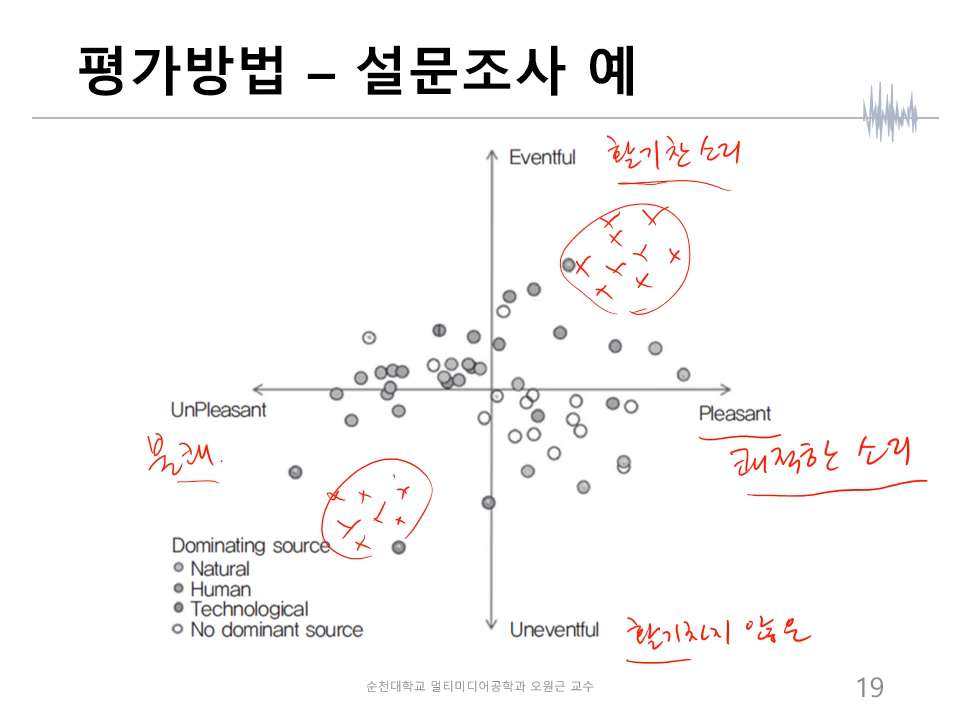 평가방법 – 설문조사 예
Eventful
활기찬 소리
UnPleasant
Pleasant
불쾌.
쾌적하는 소리
Dominating source
Natural
Human
Technological
No dominant source
Uneventful
활기차지 않은
순천대학교 멀티미디어공학과 오원근 교수
19